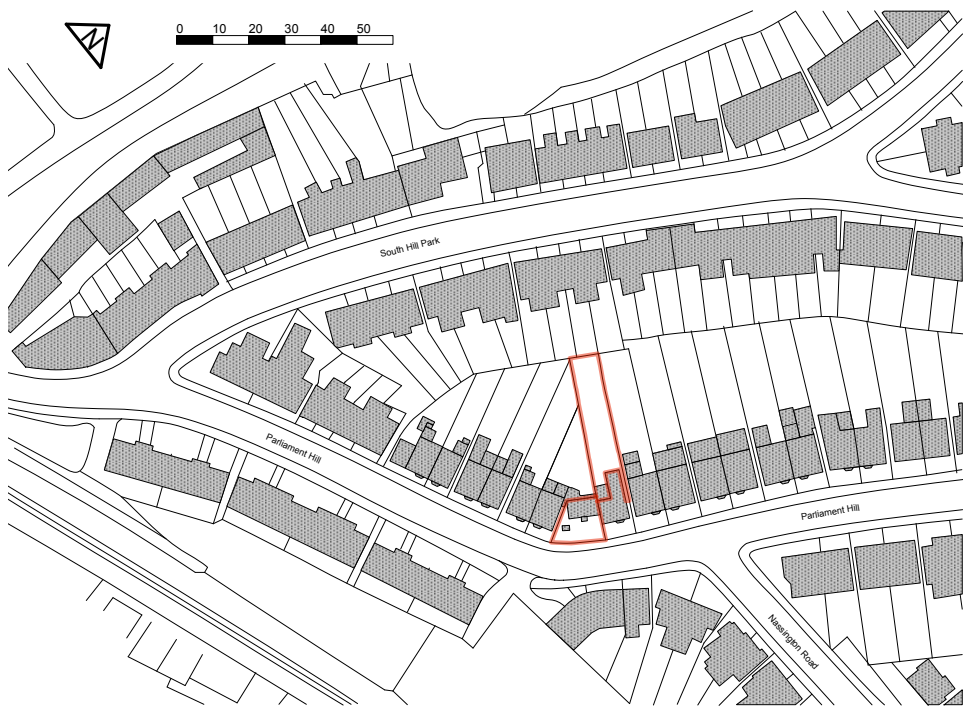 N
0 10 20 30 40 50
South Hill Park
Parliament Hill
Parliament Hill
Nassington Road